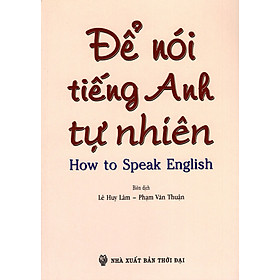 Để nói
tiếng Anh
tự nhiên
How to Speak English
Biên dịch
Lê Huy Lâm – Phạm Văn Thuận
NHÀ XUẤT BẢN THỜI ĐẠI